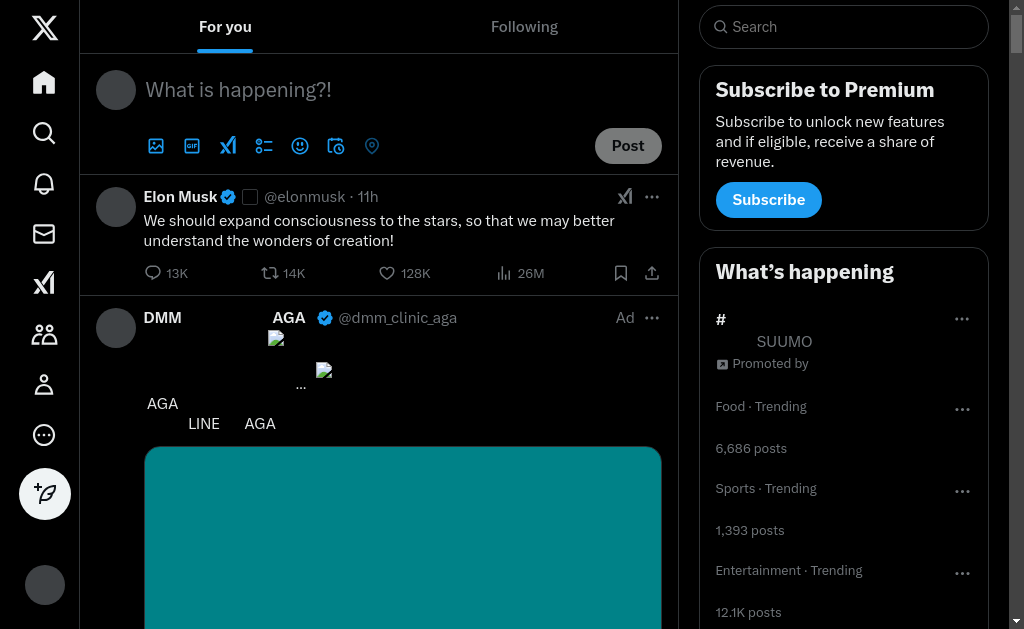 For you
Following
What is happening?!
GIF
Post
Elon Musk @elonmusk · 11h
We should expand consciousness to the stars, so that we may better
understand the wonders of creation!
13K 14K 128K 26M
DMM AGA @dmm_clinic_aga Ad
...
AGA
LINE AGA
Search
Subscribe to Premium
Subscribe to unlock new features
and if eligible, receive a share of
revenue.
Subscribe
What’s happening
#
SUUMO
Promoted by
Food · Trending
6,686 posts
Sports · Trending
1,393 posts
Entertainment · Trending
12.1K posts